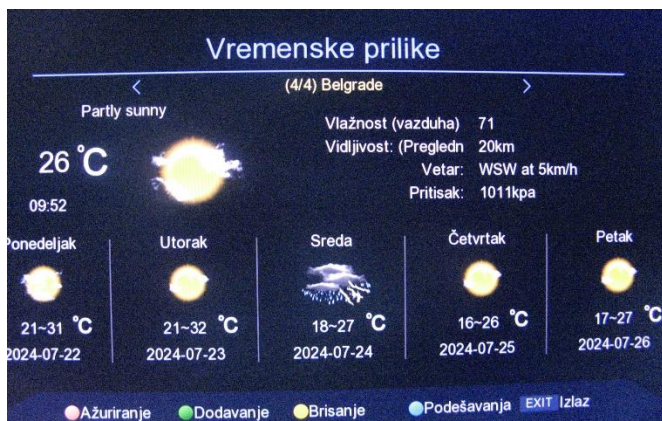 Vremenske prilike
(4/4) Belgrade
Partly sunny
26 °C
09:52
Vlažnost (vazduha) 71
Vidljivost: (Pregledn 20km
Vetar: WSW at 5km/h
Pritisak: 1011kpa
Ponedeljak Utorak Sreda Četvrtak Petak
21~31 °C 21~32 °C 18~27 °C 16~26 °C 17~27 °C
2024-07-22 2024-07-23 2024-07-24 2024-07-25 2024-07-26
Ažuriranje Dodavanje Brisanje Podešavanja EXIT Izlaz